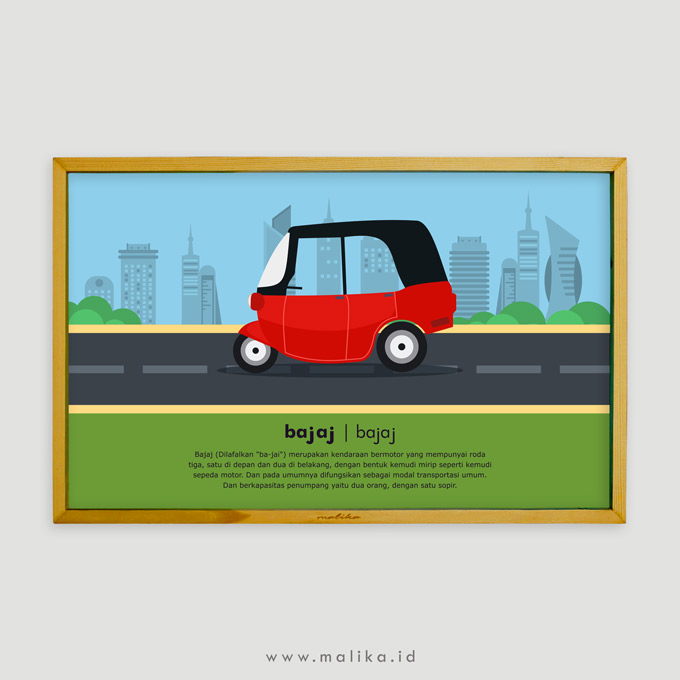 bajaj | bajaj
Bajaj (Dilafalkan "ba-jai") merupakan kendaraan bermotor yang mempunyai roda
tiga, satu di depan dan dua di belakang, dengan bentuk kemudi mirip seperti kemudi
sepeda motor. Dan pada umumnya difungsikan sebagai modal transportasi umum.
Dan berkapasitas penumpang yaitu dua orang, dengan satu sopir.
malika
www.malika.id